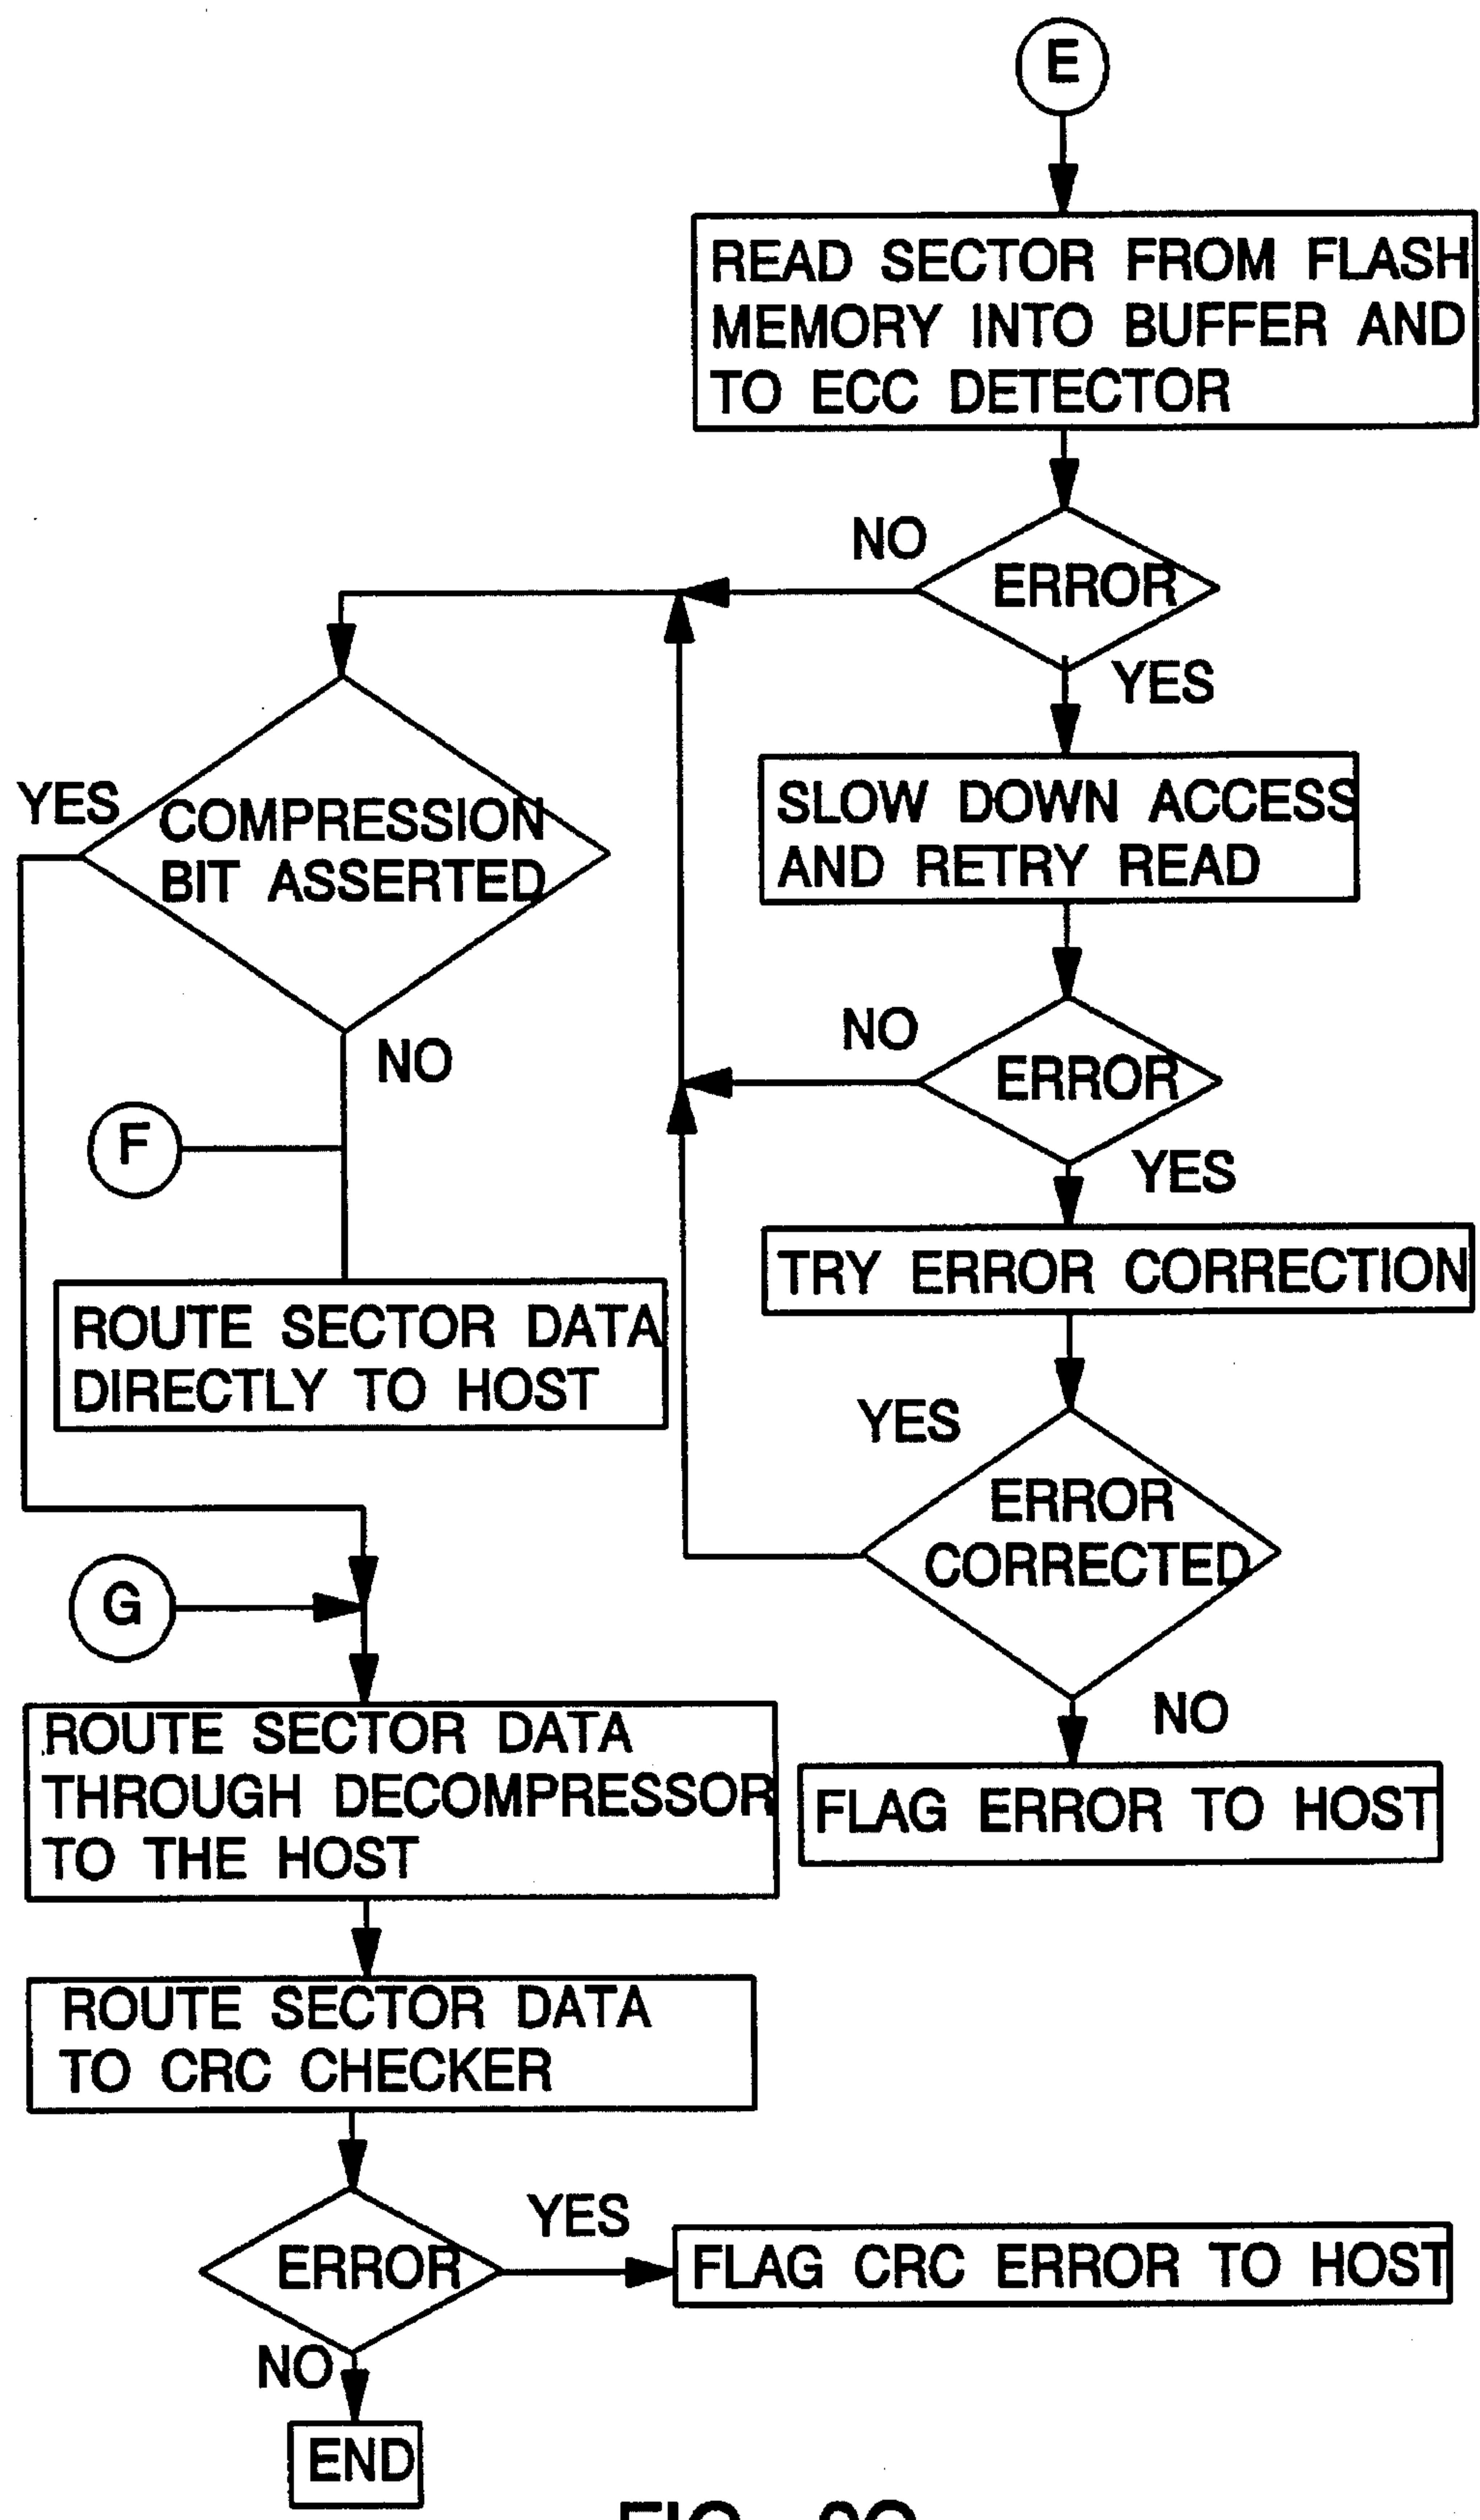 E
READ SECTOR FROM FLASH
MEMORY INTO BUFFER AND
TO ECC DETECTOR
NO
ERROR
YES
YES
COMPRESSION
BIT ASSERTED
NO
SLOW DOWN ACCESS
AND RETRY READ
NO
ERROR
YES
F
TRY ERROR CORRECTION
ROUTE SECTOR DATA
DIRECTLY TO HOST
YES
ERROR
CORRECTED
NO
G
ROUTE SECTOR DATA
THROUGH DECOMPRESSOR
TO THE HOST
FLAG ERROR TO HOST
ROUTE SECTOR DATA
TO CRC CHECKER
ERROR
YES
FLAG CRC ERROR TO HOST
NO
END